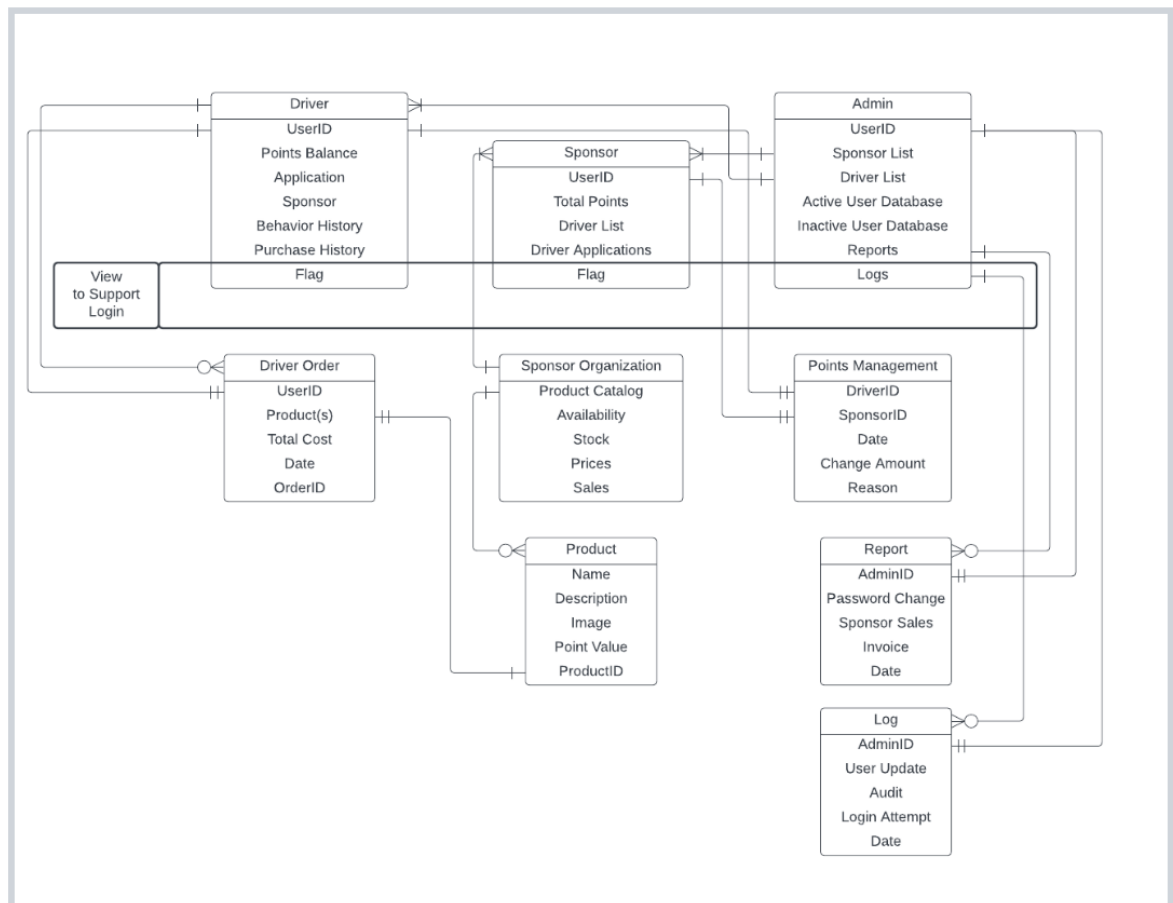 Driver
UserID
Points Balance
Application
Sponsor
Behavior History
Purchase History
Flag
Sponsor
UserID
Total Points
Driver List
Driver Applications
Flag
Admin
UserID
Sponsor List
Driver List
Active User Database
Inactive User Database
Reports
Logs
View
to Support
Login
Driver Order
UserID
Product(s)
Total Cost
Date
OrderID
Sponsor Organization
Product Catalog
Availability
Stock
Prices
Sales
Points Management
DriverID
SponsorID
Date
Change Amount
Reason
Product
Name
Description
Image
Point Value
ProductID
Report
AdminID
Password Change
Sponsor Sales
Invoice
Date
Log
AdminID
User Update
Audit
Login Attempt
Date